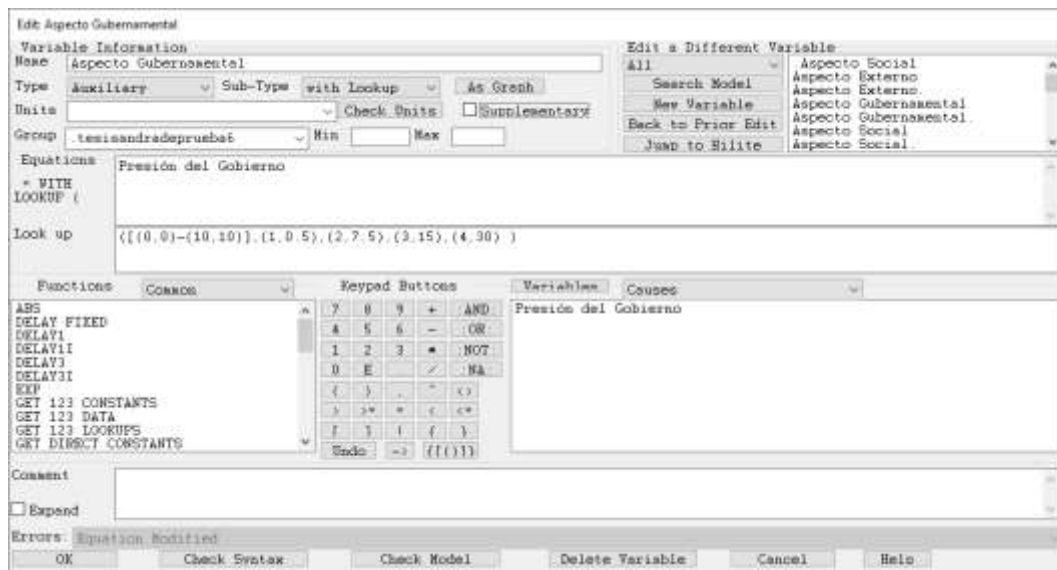 Edit: Aspecto Gubernamental
Variable Information
Name Aspecto Gubernamental
Type Auxiliary Sub-Type with Lookup As Graph
Units Check Units Supplementary
Group .tesisandradeprueba6 Min Max
Edit a Different Variable
All
Search Model
New Variable
Back to Prior Edit
Jump to Hilite
Aspecto Social
Aspecto Externo
Aspecto Externo.
Aspecto Gubernamental
Aspecto Gubernamental.
Aspecto Social
Aspecto Social.
Equations
= WITH
LOOKUP (
Presión del Gobierno
Look up
([(0,0)-(10,10)],(1,0.5),(2,7.5),(3,15),(4,30) )
Functions Common
ABS
DELAY FIXED
DELAY1
DELAY1I
DELAY3
DELAY3I
EXP
GET 123 CONSTANTS
GET 123 DATA
GET 123 LOOKUPS
GET DIRECT CONSTANTS
Keypad Buttons
7 8 9 + :AND:
4 5 6 - :OR:
1 2 3 * :NOT:
0 E . / :NA:
( ) , ^ <>
> >= = < <=
[ ] ! { }
Undo -> {[()]}
Variables Causes
Presión del Gobierno
Comment
Expand
Errors: Equation Modified
OK Check Syntax Check Model Delete Variable Cancel Help